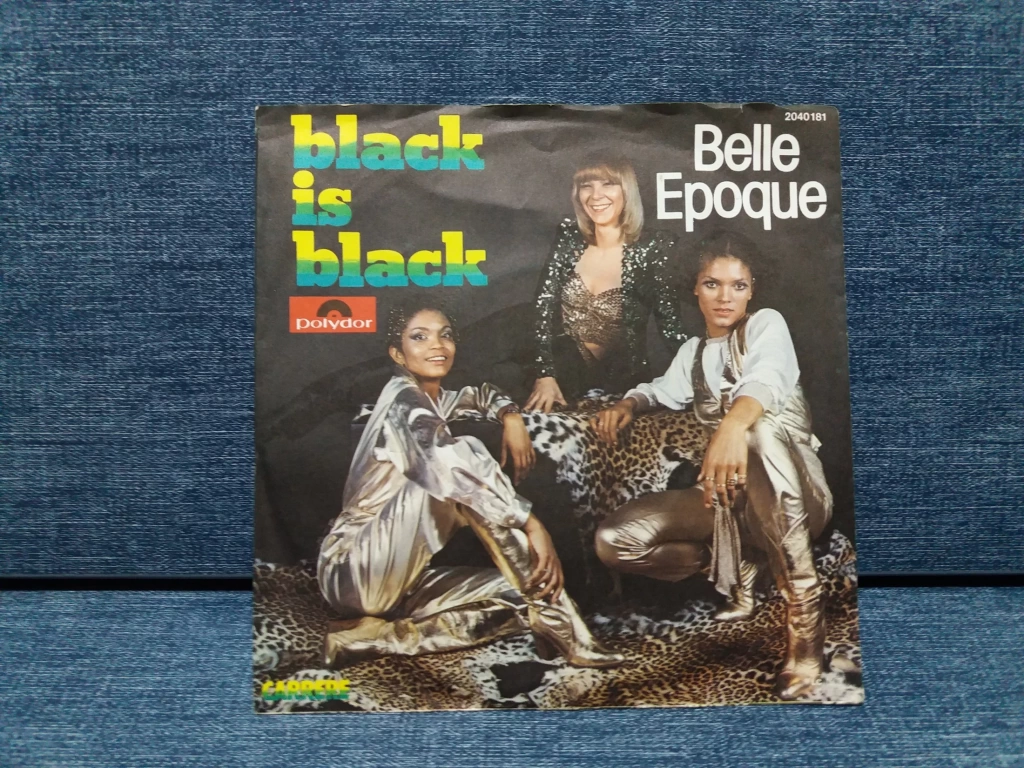 black
is
black
polydor
2040181
Belle
Epoque
CARRERE